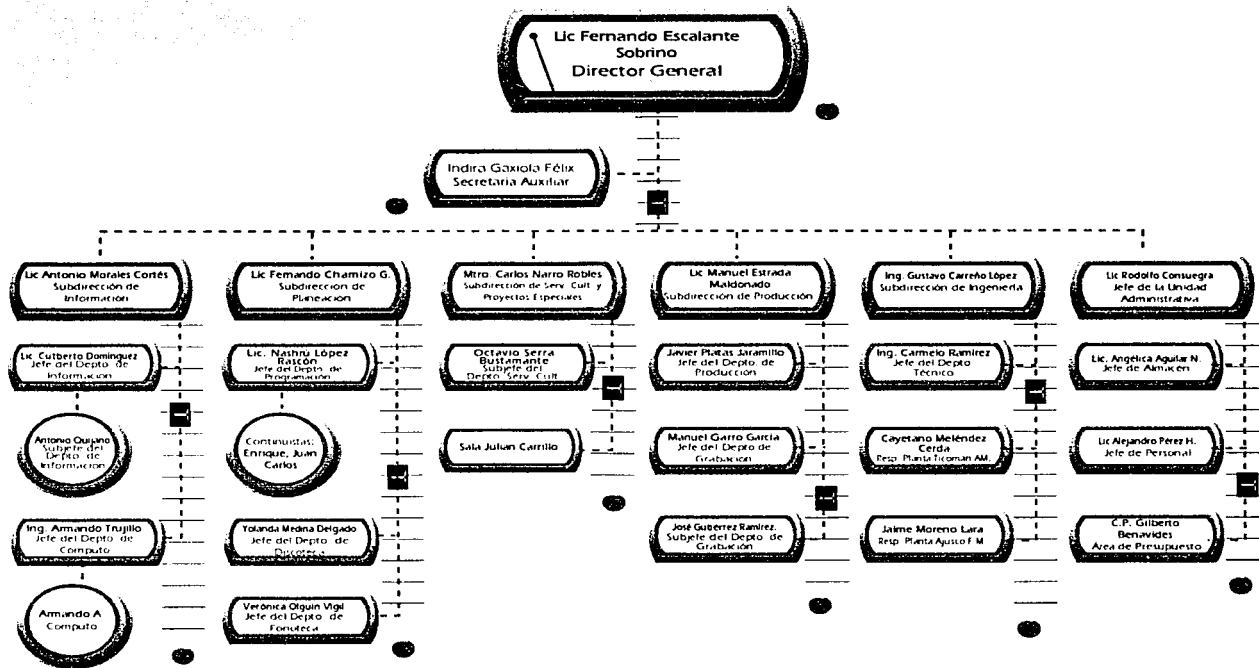 Lic Fernando Escalante
Sobrino
Director General
Indira Gaxiola Félix
Secretaria Auxiliar
Lic Antonio Morales Cortés
Subdirección de
Información
Lic Fernando Chamizo G.
Subdirección de
Planeación
Mtro. Carlos Narro Robles
Subdirección de Serv. Cult. y
Proyectos Especiales
Lic Manuel Estrada
Maldonado
Subdirección de Producción
Ing. Gustavo Carreño López
Subdirección de Ingeniería
Lic Rodolfo Consuegra
Jefe de la Unidad
Administrativa
Lic. Cutberto Domínguez
Jefe del Depto. de
Información
Lic. Nashrú López
Rascón
Jefe del Depto. de
Programación
Octavio Serra
Bustamante
Subjefe del
Depto. Serv. Cult.
Javier Platas Jaramillo
Jefe del Depto. de
Producción
Ing. Carmelo Ramírez
Jefe del Depto
Técnico
Lic. Angélica Aguilar N.
Jefe de Almacén
Antonio Quijano
Subjefe del
Depto. de
Información
Continuistas:
Enrique, Juan
Carlos
Sala Julian Carrillo
Manuel Garro García
Jefe del Depto de
Grabación
Cayetano Meléndez
Cerda
Resp. Planta Ticoman AM.
Lic Alejandro Pérez H.
Jefe de Personal
Ing. Armando Trujillo
Jefe del Depto. de
Computo
Yolanda Medina Delgado
Jefe del Depto. de
Discoteca
José Gutiérrez Ramírez.
Subjefe del Depto. de
Grabación
Jaime Moreno Lara
Resp. Planta Ajusco F M
C.P. Gilberto
Benavides
Area de Presupuesto
Armando A
Computo
Verónica Olguín Vigil
Jefe del Depto. de
Fonoteca